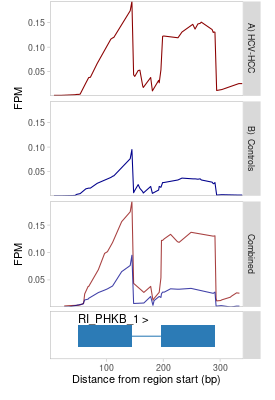 0.15
0.10
0.05
FPM
A) HCV-HCC
0.15
0.10
0.05
B) Controls
0.15
0.10
0.05
FPM
Combined
RI_PHKB_1 >
100 200 300
Distance from region start (bp)